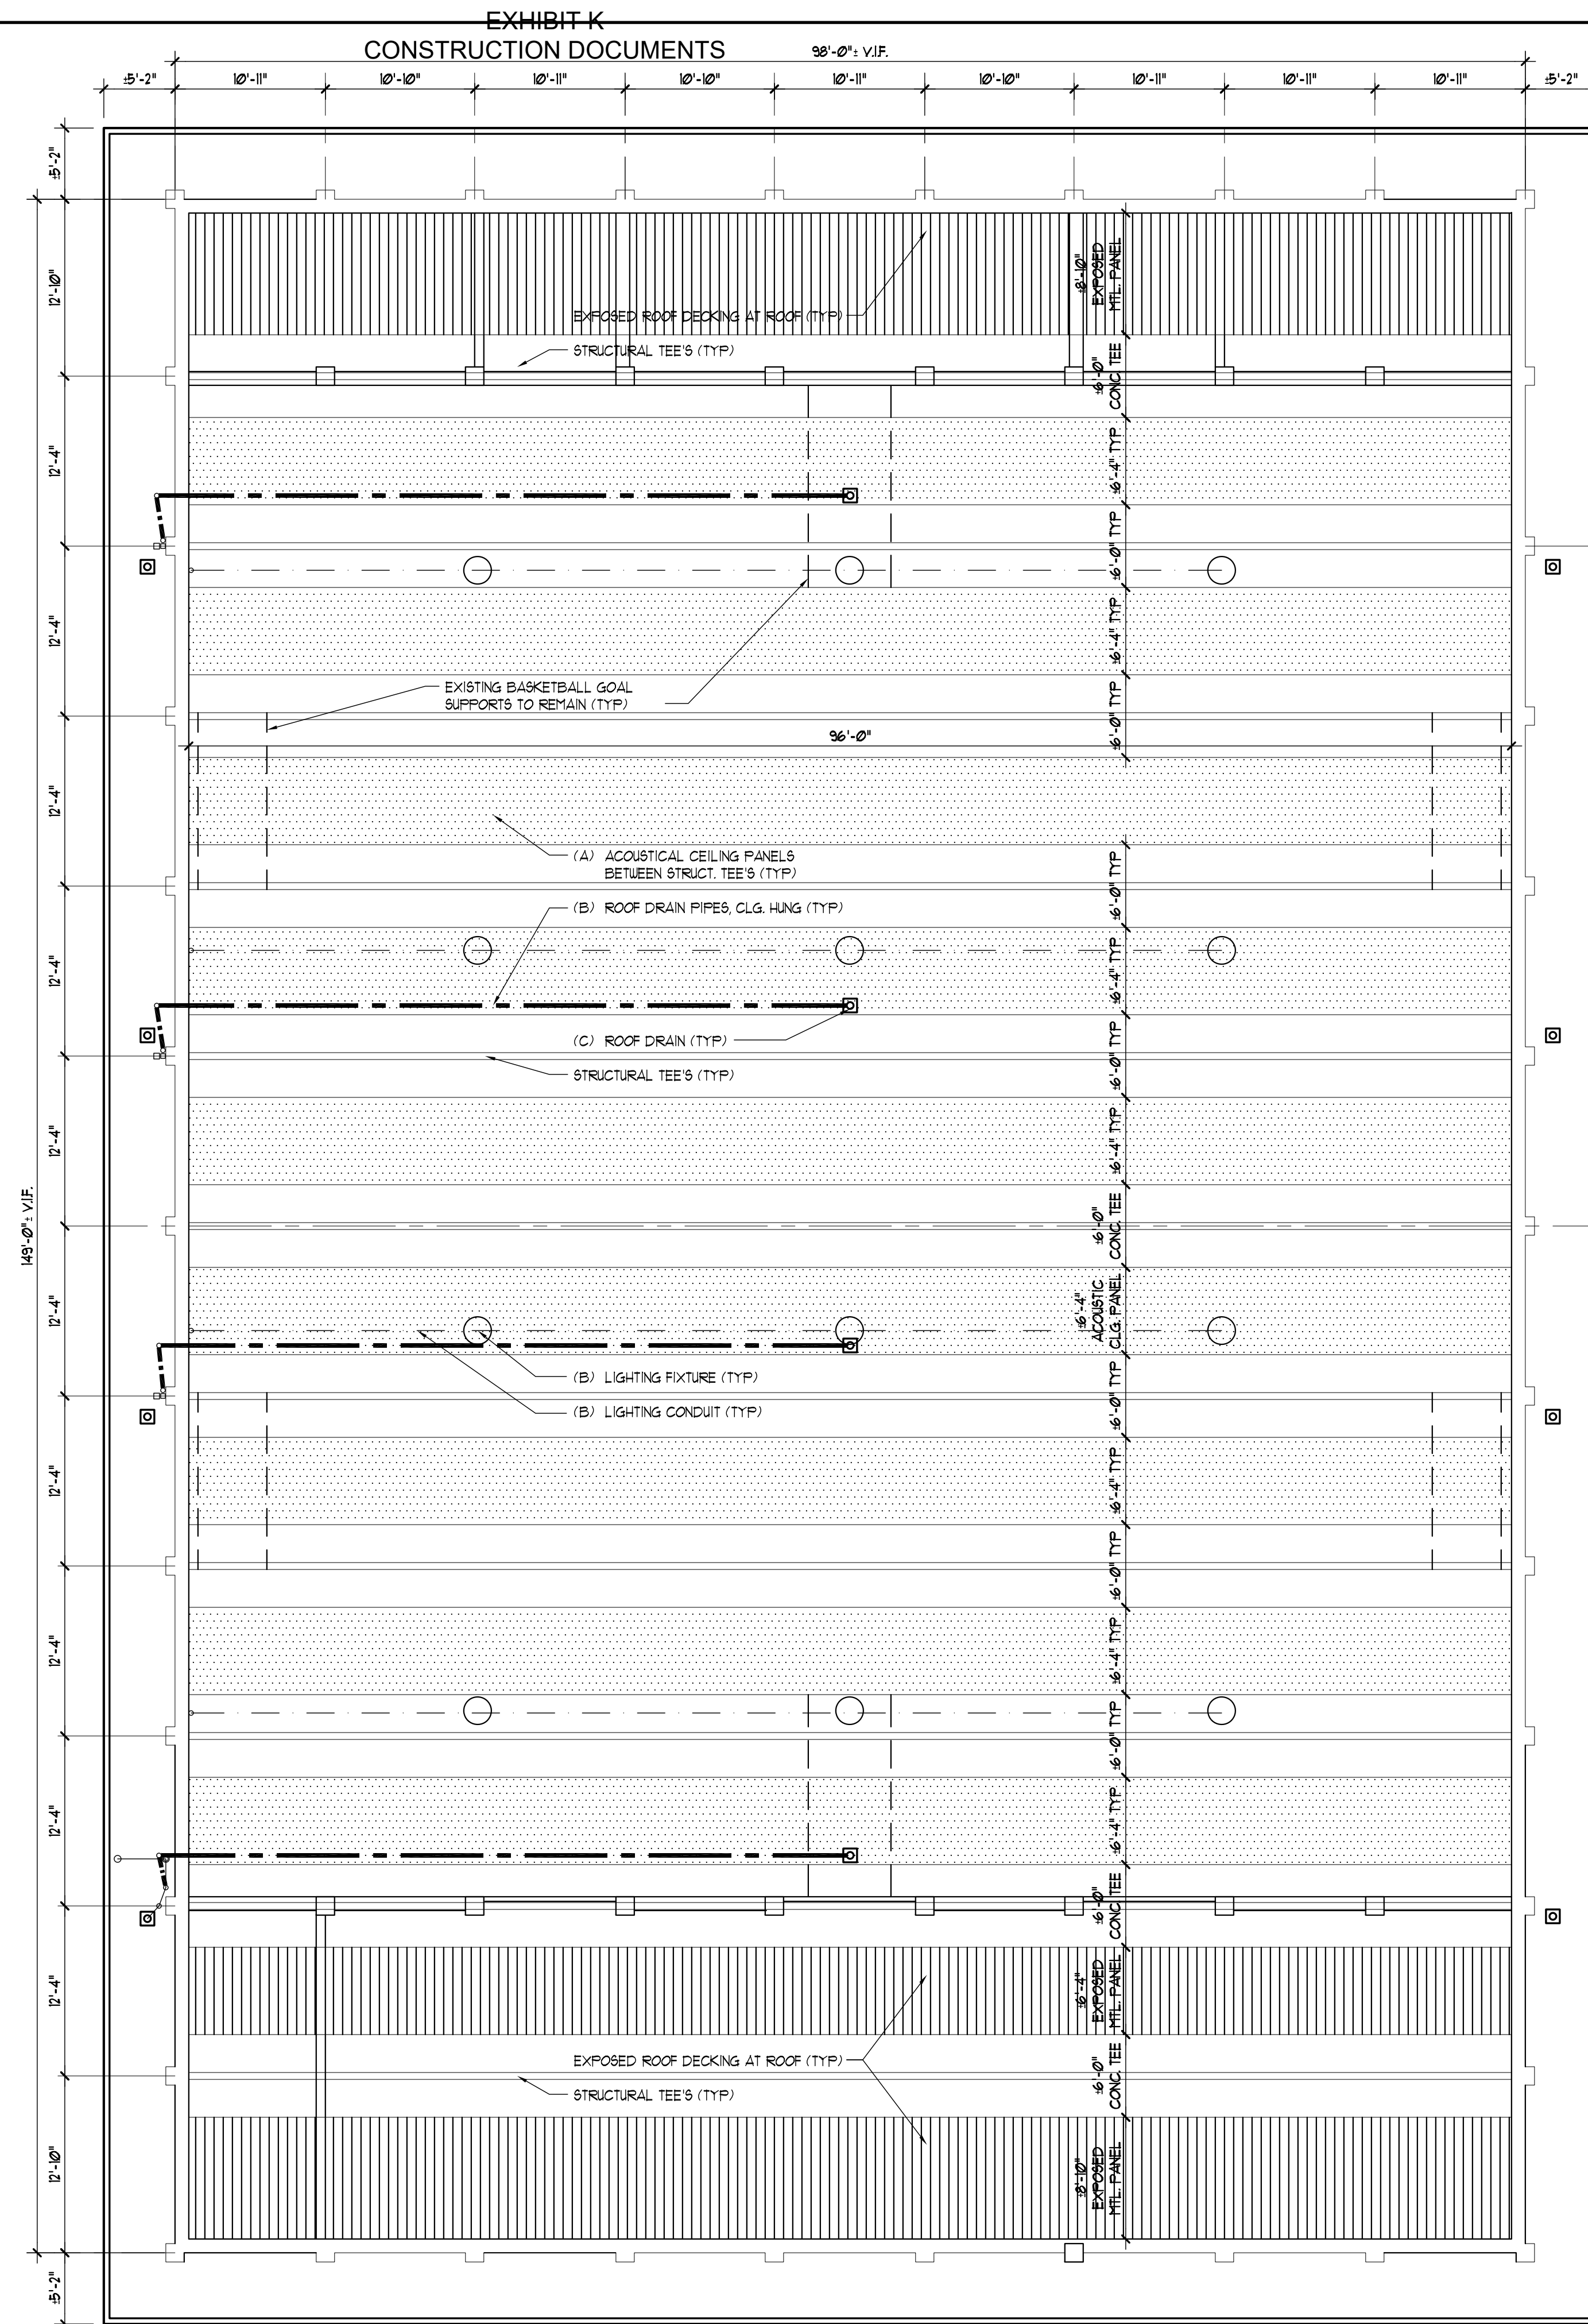 EXHIBIT K
CONSTRUCTION DOCUMENTS
98'-0"± V.I.F.
±5'-2"
10'-11"
10'-10"
10'-11"
10'-10"
10'-11"
10'-10"
10'-11"
10'-11"
10'-11"
±5'-2"
±5'-2"
12'-10"
12'-4"
12'-4"
12'-4"
12'-4"
12'-4"
12'-4"
12'-4"
12'-4"
12'-4"
12'-4"
12'-10"
±5'-2"
149'-0"± V.I.F.
±8'-10"
EXPOSED
MTL. PANEL
EXPOSED ROOF DECKING AT ROOF (TYP)
STRUCTURAL TEE'S (TYP)
±6'-0"
CONC. TEE
±6'-4" TYP
±6'-0" TYP
±6'-4" TYP
EXISTING BASKETBALL GOAL
SUPPORTS TO REMAIN (TYP)
±6'-0" TYP
96'-0"
(A) ACOUSTICAL CEILING PANELS
BETWEEN STRUCT. TEE'S (TYP)
±6'-0" TYP
(B) ROOF DRAIN PIPES, CLG. HUNG (TYP)
±6'-4" TYP
(C) ROOF DRAIN (TYP)
±6'-0" TYP
STRUCTURAL TEE'S (TYP)
±6'-4" TYP
±6'-0"
CONC. TEE
±6'-4"
ACOUSTIC
CLG. PANEL
(B) LIGHTING FIXTURE (TYP)
±6'-0" TYP
(B) LIGHTING CONDUIT (TYP)
±6'-4" TYP
±6'-0" TYP
±6'-4" TYP
±6'-0" TYP
±6'-4" TYP
±6'-0"
CONC. TEE
±6'-4"
EXPOSED
MTL. PANEL
EXPOSED ROOF DECKING AT ROOF (TYP)
±6'-0"
CONC. TEE
STRUCTURAL TEE'S (TYP)
±8'-10"
EXPOSED
MTL. PANEL